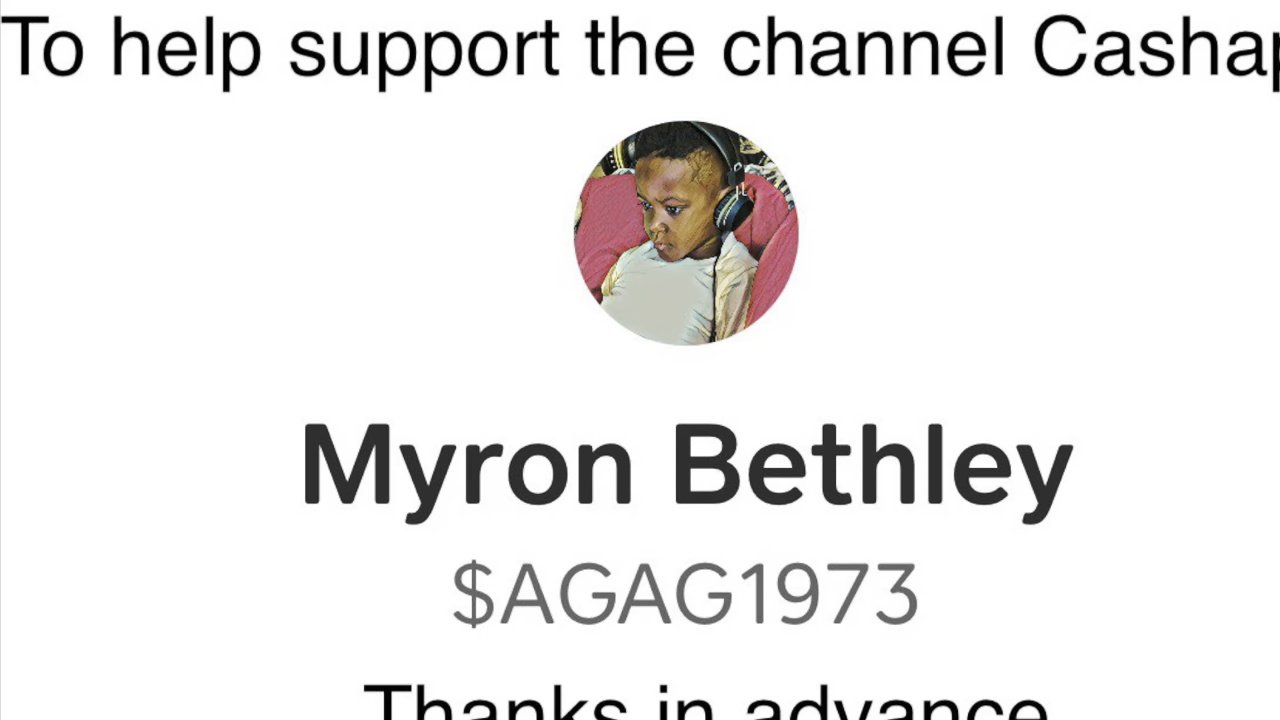 To help support the channel Cashap
Myron Bethley
$AGAG1973
Thanks in advance